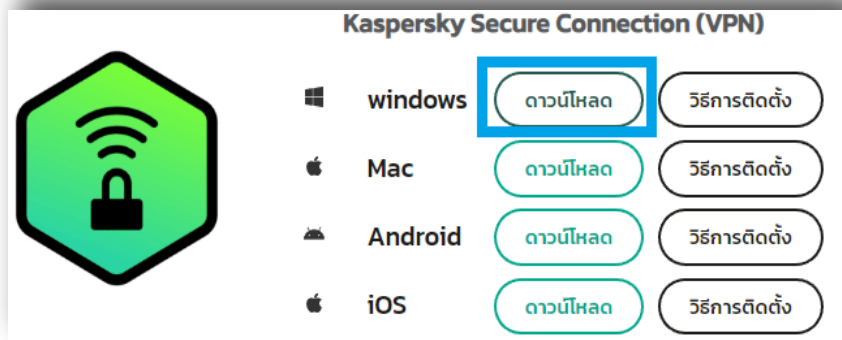 Kaspersky Secure Connection (VPN)
windows ดาวน์โหลด วิธีการติดตั้ง
Mac ดาวน์โหลด วิธีการติดตั้ง
Android ดาวน์โหลด วิธีการติดตั้ง
iOS ดาวน์โหลด วิธีการติดตั้ง